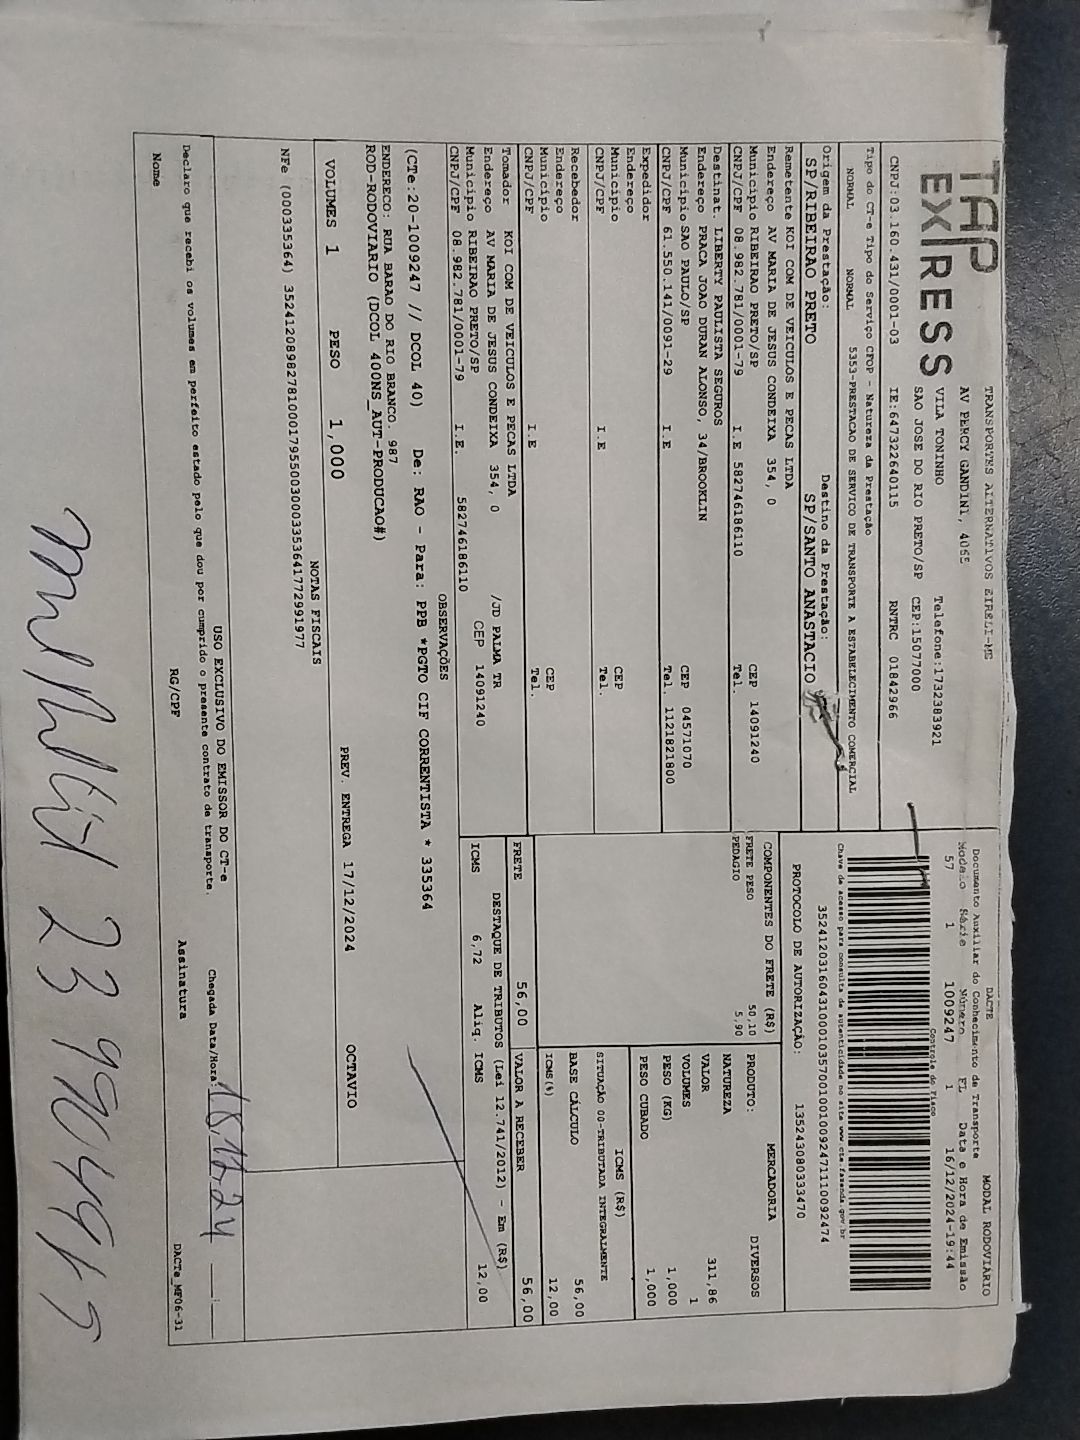 TAP
EXPRESS
TRANSPORTES ALTERNATIVOS EIRELI-ME
AV PERCY GANDINI, 4065
VILA TONINHO
Telefone:1732383921
SAO JOSE DO RIO PRETO/SP CEP:15077000
CNPJ:03.160.431/0001-03 IE:647322640115 RNTRC 01842966
DACTE
MODAL RODOVIÁRIO
Documento Auxiliar do Conhecimento de Transporte
Modelo Série Número FL Data e Hora de Emissão
57 1 1009247 1 16/12/2024-19:44
Controle do Fisco
Chave de acesso para consulta de autenticidade no site www.cte.fazenda.gov.br
35241203160431000103570010010092471110092474
PROTOCOLO DE AUTORIZAÇÃO: 135243080333470
Tipo do CT-e Tipo do Serviço CFOP - Natureza da Prestação
NORMAL NORMAL 5353-PRESTACAO DE SERVICO DE TRANSPORTE A ESTABELECIMENTO COMERCIAL
Origem da Prestação: Destino da Prestação:
SP/RIBEIRAO PRETO SP/SANTO ANASTACIO
Remetente KOI COM DE VEICULOS E PECAS LTDA
Endereço AV MARIA DE JESUS CONDEIXA 354, 0
Município RIBEIRAO PRETO/SP CEP 14091240
CNPJ/CPF 08.982.781/0001-79 I.E 582746186110 Tel.
Destinat. LIBERTY PAULISTA SEGUROS
Endereço PRACA JOAO DURAN ALONSO, 34/BROOKLIN
Município SAO PAULO/SP CEP 04571070
CNPJ/CPF 61.550.141/0091-29 I.E Tel. 1121821800
Expedidor
Endereço
Município CEP
CNPJ/CPF I.E Tel.
Recebedor
Endereço
Município CEP
CNPJ/CPF I.E Tel.
Tomador KOI COM DE VEICULOS E PECAS LTDA
Endereço AV MARIA DE JESUS CONDEIXA 354, 0 /JD PALMA TR
Município RIBEIRAO PRETO/SP CEP 14091240
CNPJ/CPF 08.982.781/0001-79 I.E. 582746186110
COMPONENTES DO FRETE (R$)
FRETE PESO 50,10
PEDAGIO 5,90
MERCADORIA
PRODUTO: DIVERSOS
NATUREZA
VALOR 311,86
VOLUMES 1
PESO (KG) 1,000
PESO CUBADO 1,000
ICMS (R$)
SITUAÇÃO 00-TRIBUTADA INTEGRALMENTE
BASE CÁLCULO 56,00
ICMS(%) 12,00
FRETE 56,00 VALOR A RECEBER 56,00
DESTAQUE DE TRIBUTOS (Lei 12.741/2012) - Em (R$)
ICMS 6,72 Aliq. ICMS 12,00
OBSERVAÇÕES
(CTe:20-1009247 // DCOL 40) De: RAO - Para: PPB *PGTO CIF CORRENTISTA * 335364
ENDERECO: RUA BARAO DO RIO BRANCO. 987
ROD-RODOVIARIO (DCOL 400NS_AUT-PRODUCAO#)
VOLUMES 1 PESO 1,000 PREV. ENTREGA 17/12/2024 OCTAVIO
NOTAS FISCAIS
NFe (000335364) 35241208982781000179550030003353641772991977
USO EXCLUSIVO DO EMISSOR DO CT-e
Declaro que recebi os volumes em perfeito estado pelo que dou por cumprido o presente contrato de transporte.
Chegada Data/Hora: 18 12 24
Nome RG/CPF Assinatura
DACTe_MF06-31